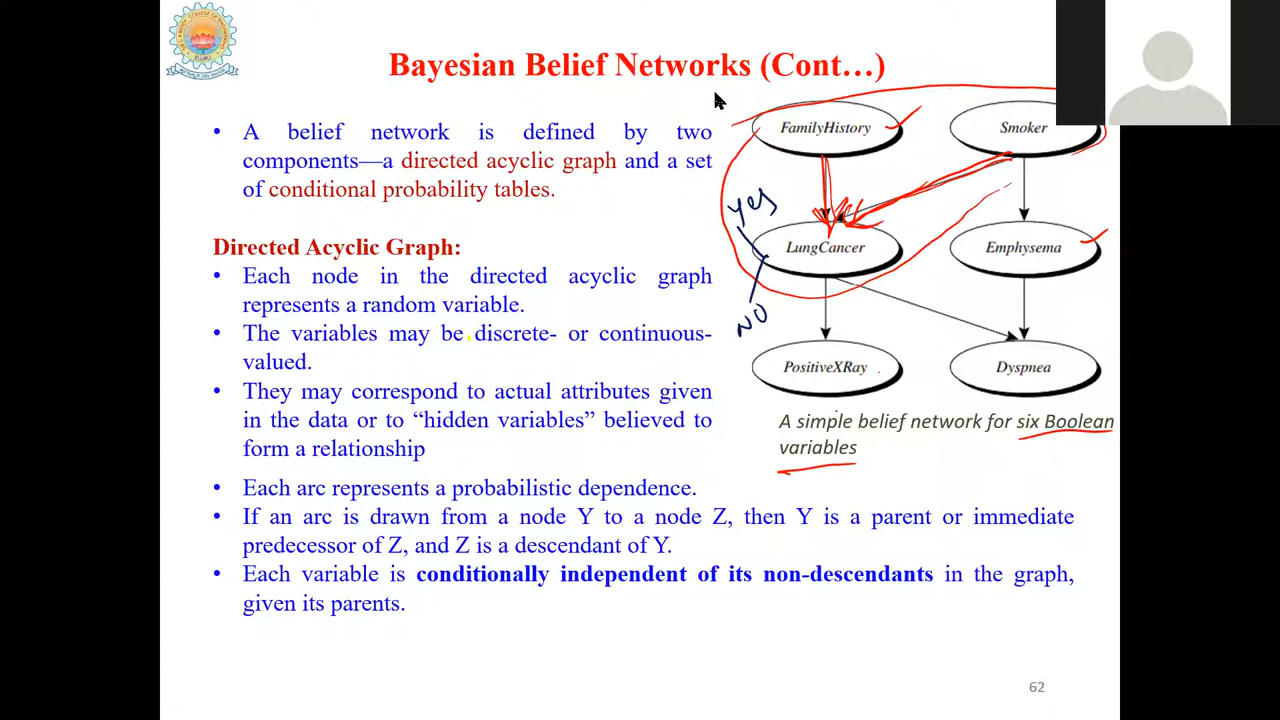 Bayesian Belief Networks (Cont…)
• A belief network is defined by two
components—a directed acyclic graph and a set
of conditional probability tables.
Directed Acyclic Graph:
• Each node in the directed acyclic graph
represents a random variable.
• The variables may be discrete- or continuous-
valued.
• They may correspond to actual attributes given
in the data or to “hidden variables” believed to
form a relationship
• Each arc represents a probabilistic dependence.
• If an arc is drawn from a node Y to a node Z, then Y is a parent or immediate
predecessor of Z, and Z is a descendant of Y.
• Each variable is conditionally independent of its non-descendants in the graph,
given its parents.
FamilyHistory
Smoker
Yes
LungCancer
Emphysema
NO
PositiveXRay
Dyspnea
A simple belief network for six Boolean
variables
62